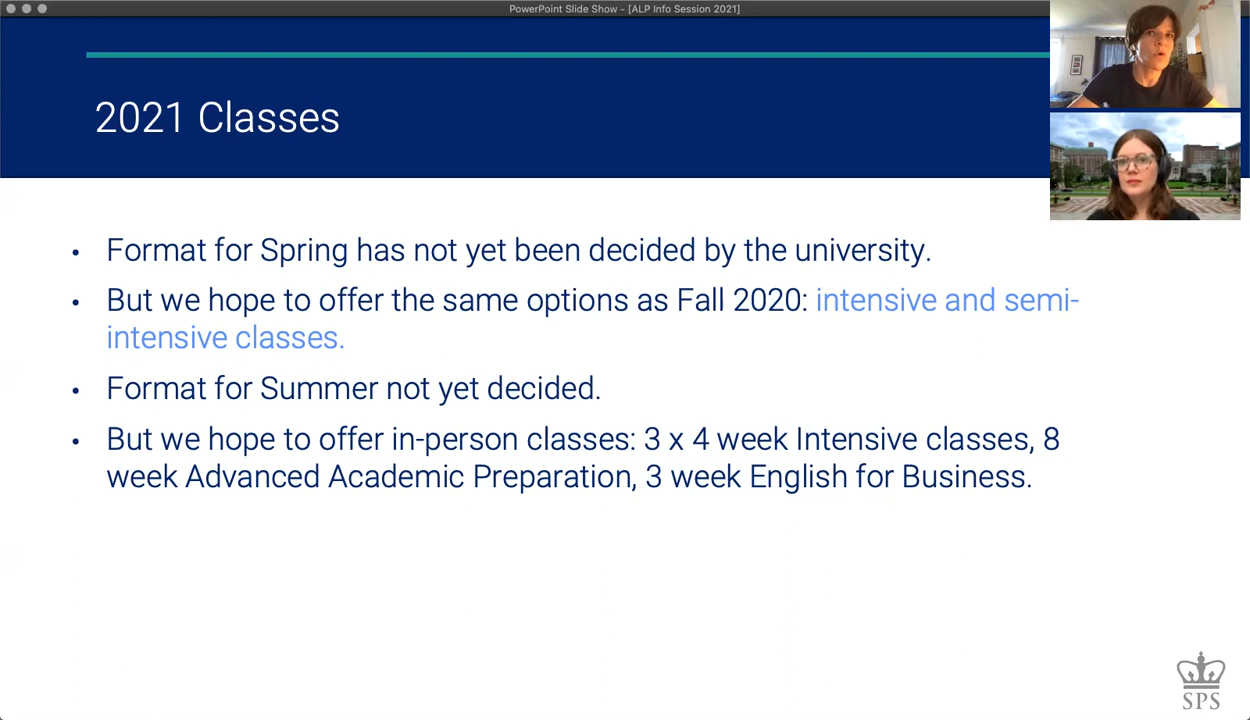 PowerPoint Slide Show - [ALP Info Session 2021]
2021 Classes
• Format for Spring has not yet been decided by the university.
• But we hope to offer the same options as Fall 2020: intensive and semi-
intensive classes.
• Format for Summer not yet decided.
• But we hope to offer in-person classes: 3 x 4 week Intensive classes, 8
week Advanced Academic Preparation, 3 week English for Business.
SPS